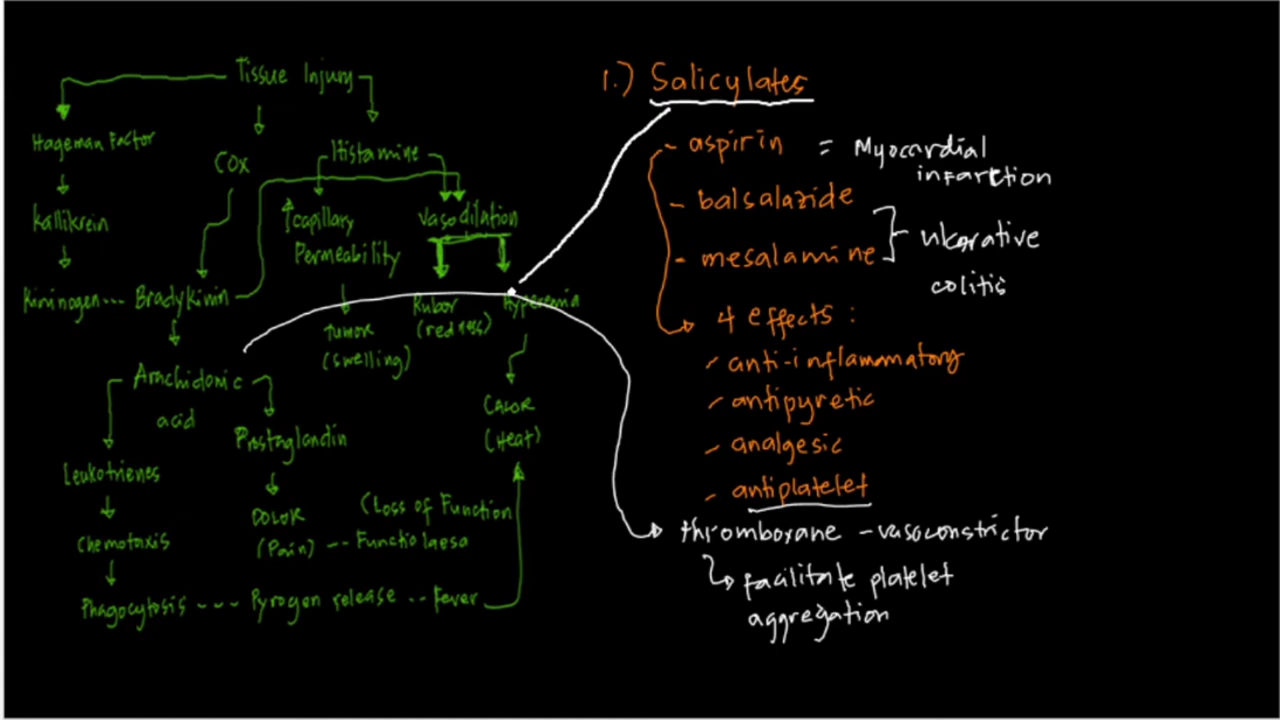 Tissue Injury
Hageman Factor
COX
Histamine
Kallikrein
↑capillary
Permeability
vasodilation
Kininogen --- Bradykinin
Tumor
(swelling)
Rubor
(redness)
Hyperemia
Arachidonic
acid
CALOR
(Heat)
Leukotrienes
Prostaglandin
Chemotaxis
DOLOR
(Pain) -- Functiolaesa
(Loss of Function
Phagocytosis --- Pyrogen release -- Fever
1.) Salicylates
- aspirin = Myocardial
infarction
- balsalazide
- mesalamine
ulcerative
colitis
4 effects :
- anti-inflammatory
- antipyretic
- analgesic
- antiplatelet
thromboxane - vasoconstrictor
facilitate platelet
aggregation